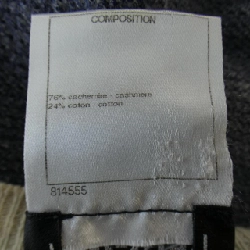 COMPOSITION
76% cachemire - cashmere
24% coton - cotton
814555